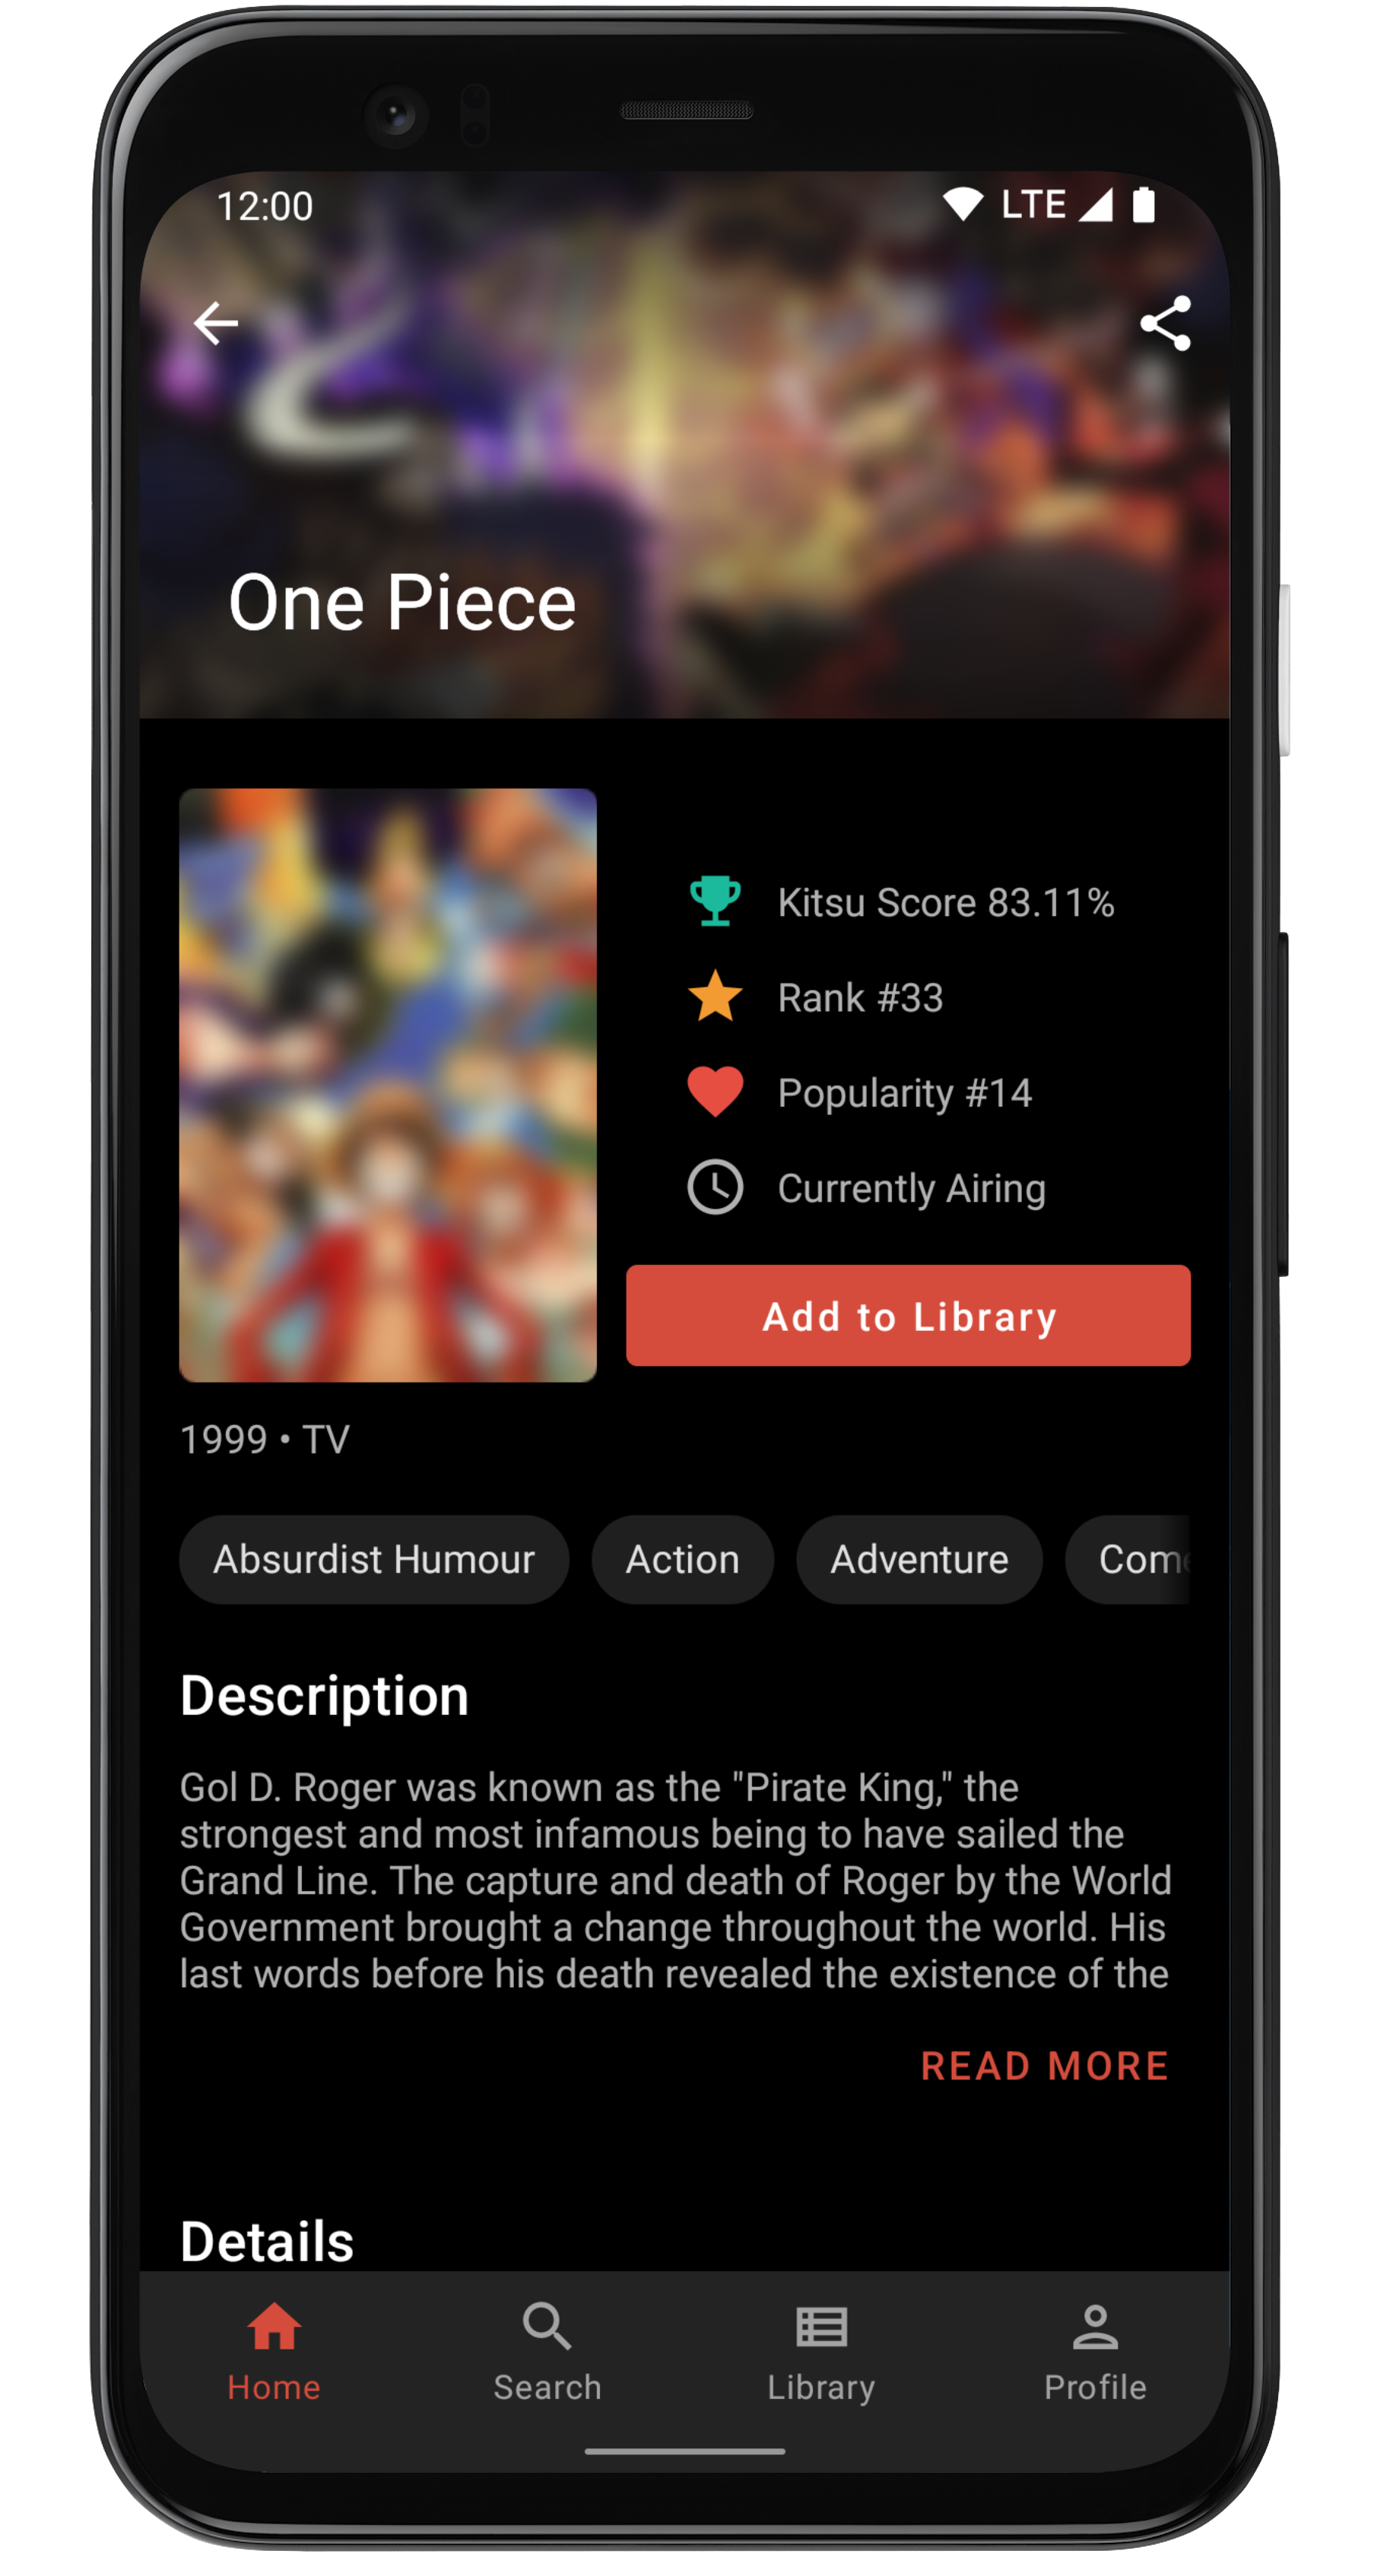 12:00 LTE
One Piece
Kitsu Score 83.11%
Rank #33
Popularity #14
Currently Airing
Add to Library
1999 • TV
Absurdist Humour Action Adventure Come
Description
Gol D. Roger was known as the "Pirate King," the
strongest and most infamous being to have sailed the
Grand Line. The capture and death of Roger by the World
Government brought a change throughout the world. His
last words before his death revealed the existence of the
READ MORE
Details
Home Search Library Profile